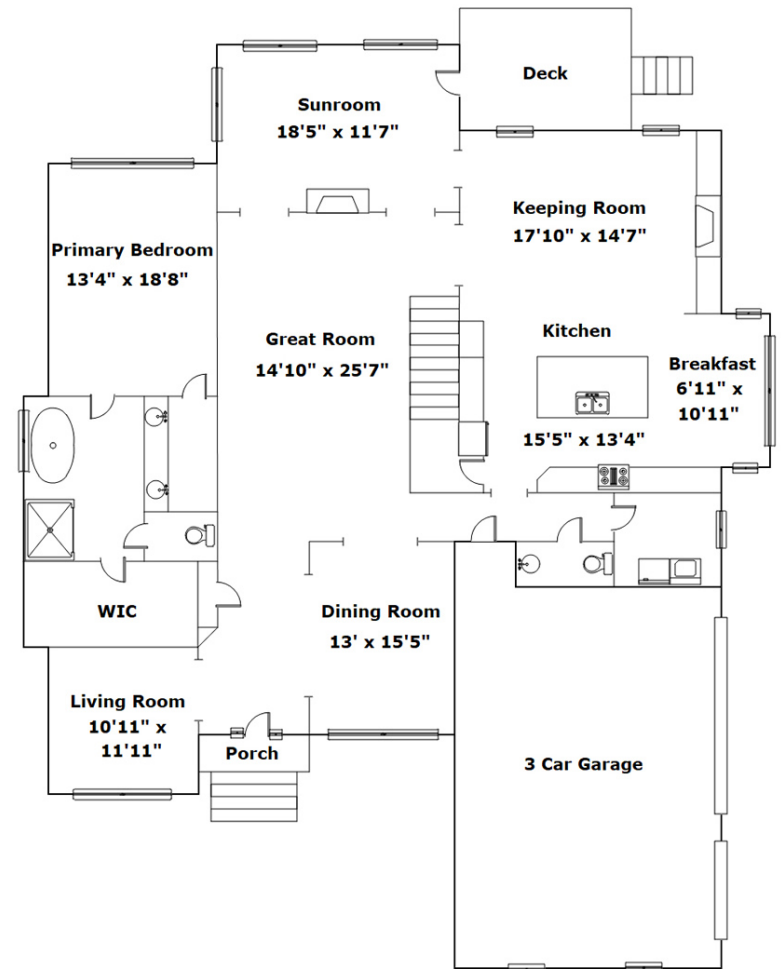 Deck
Sunroom
18'5" x 11'7"
Keeping Room
17'10" x 14'7"
Primary Bedroom
13'4" x 18'8"
Great Room
14'10" x 25'7"
Kitchen
15'5" x 13'4"
Breakfast
6'11" x
10'11"
WIC
Dining Room
13' x 15'5"
Living Room
10'11" x
11'11"
Porch
3 Car Garage